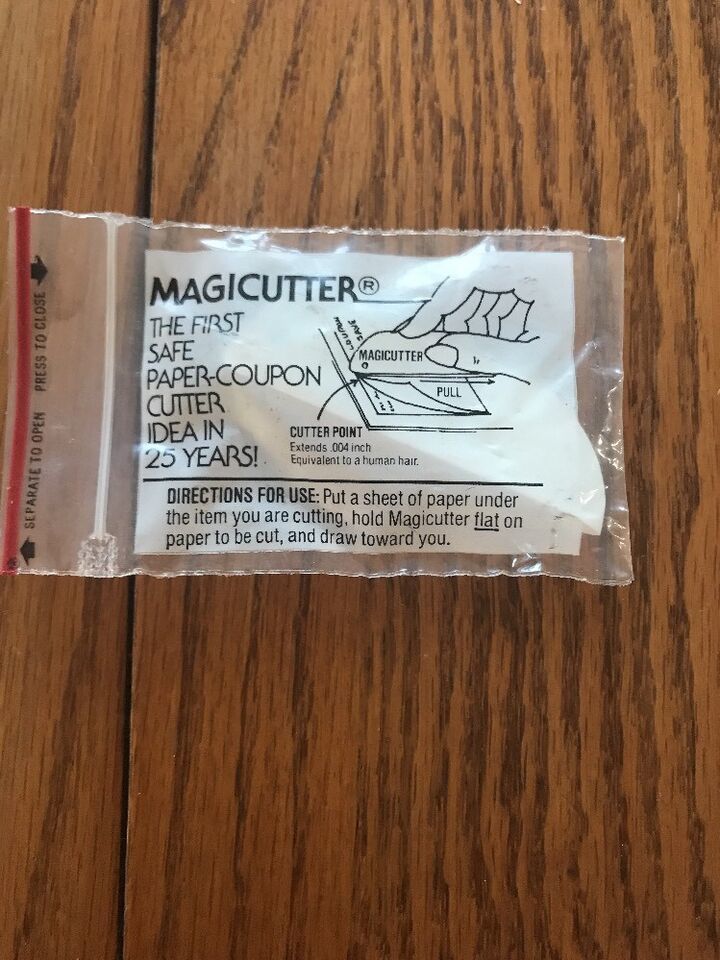 MAGICUTTER®
THE FIRST
SAFE
PAPER-COUPON
CUTTER
IDEA IN
25 YEARS!
SAVE
COUPON
MAGICUTTER
PULL
CUTTER POINT
Extends .004 inch
Equivalent to a human hair.
DIRECTIONS FOR USE: Put a sheet of paper under
the item you are cutting, hold Magicutter flat on
paper to be cut, and draw toward you.
SEPARATE TO OPEN PRESS TO CLOSE